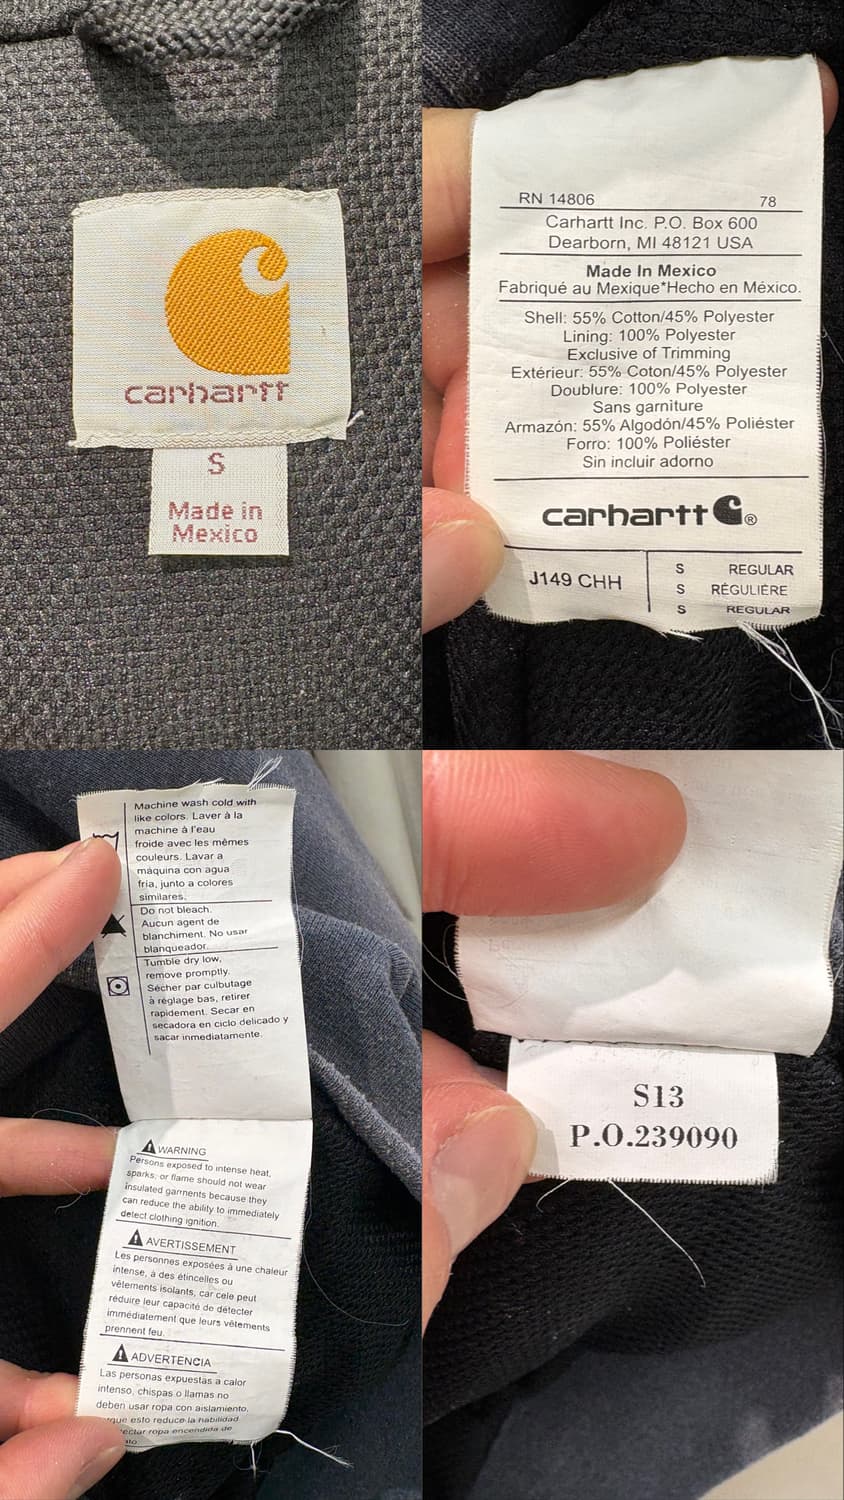 carhartt
S
Made in
Mexico
RN 14806 78
Carhartt Inc. P.O. Box 600
Dearborn, MI 48121 USA
Made In Mexico
Fabriqué au Mexique*Hecho en México.
Shell: 55% Cotton/45% Polyester
Lining: 100% Polyester
Exclusive of Trimming
Extérieur: 55% Coton/45% Polyester
Doublure: 100% Polyester
Sans garniture
Armazón: 55% Algodón/45% Poliéster
Forro: 100% Poliéster
Sin incluir adorno
carhartt ®
J149 CHH
S REGULAR
S RÉGULIÈRE
S REGULAR
Machine wash cold with
like colors. Laver à la
machine à l'eau
froide avec les mêmes
couleurs. Lavar a
máquina con agua
fría, junto a colores
similares.
Do not bleach.
Aucun agent de
blanchiment. No usar
blanqueador.
Tumble dry low,
remove promptly.
Sécher par culbutage
à réglage bas, retirer
rapidement. Secar en
secadora en ciclo delicado y
sacar inmediatamente.
WARNING
Persons exposed to intense heat,
sparks, or flame should not wear
insulated garments because they
can reduce the ability to immediately
detect clothing ignition.
AVERTISSEMENT
Les personnes exposées à une chaleur
intense, à des étincelles ou
vêtements isolants, car cele peut
réduire leur capacité de détecter
immédiatement que leurs vêtements
prennent feu.
ADVERTENCIA
Las personas expuestas a calor
intenso, chispas o llamas no
deben usar ropa con aislamiento,
esto reduce la habilidad
ropa encendida de
S13
P.O.239090